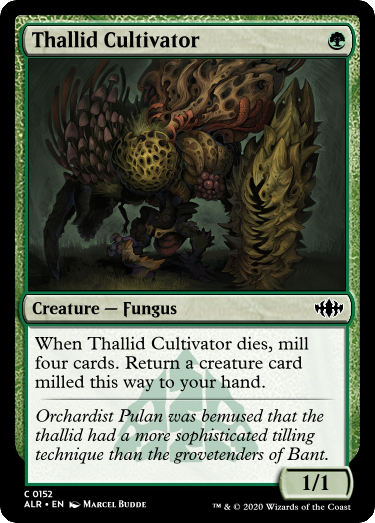 Thallid Cultivator
Creature — Fungus
When Thallid Cultivator dies, mill
four cards. Return a creature card
milled this way to your hand.
Orchardist Pulan was bemused that the
thallid had a more sophisticated tilling
technique than the grovetenders of Bant.
1/1
C 0152
ALR • EN Marcel Budde
™ & © 2020 Wizards of the Coast